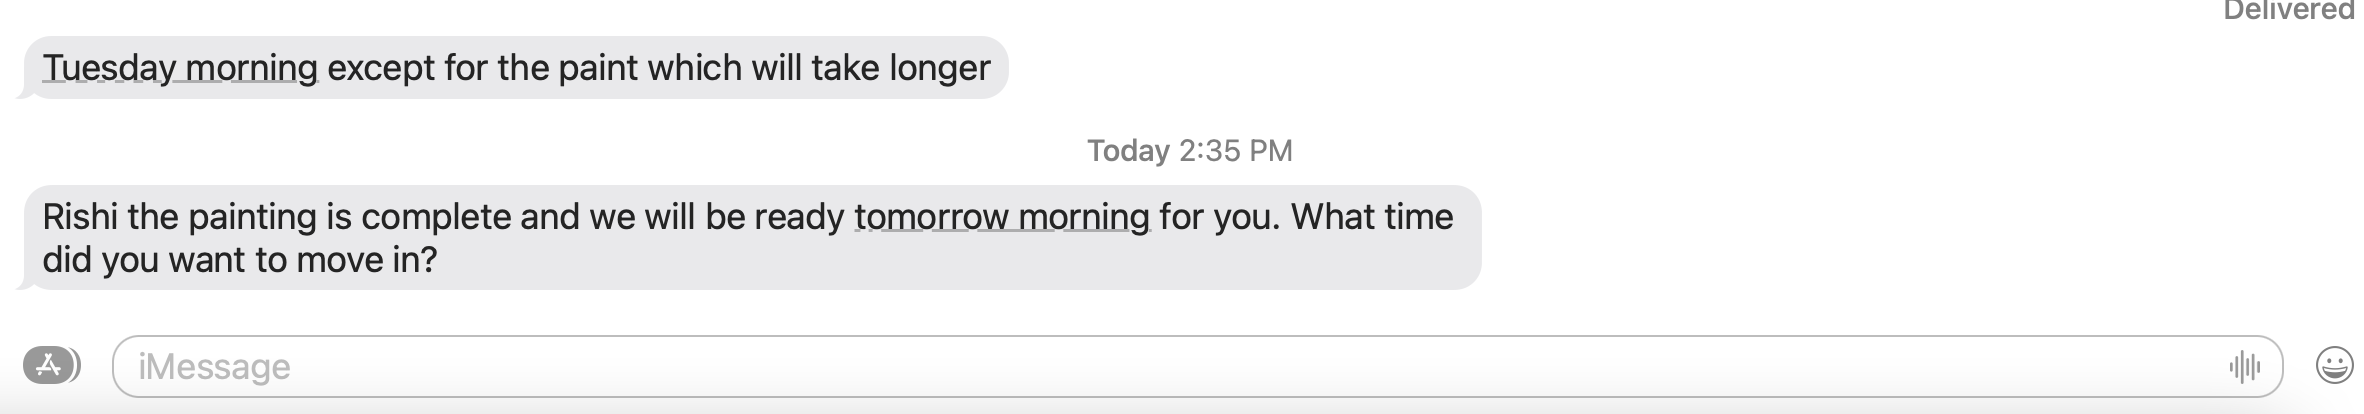 Delivered
Tuesday morning except for the paint which will take longer
Today 2:35 PM
Rishi the painting is complete and we will be ready tomorrow morning for you. What time
did you want to move in?
iMessage